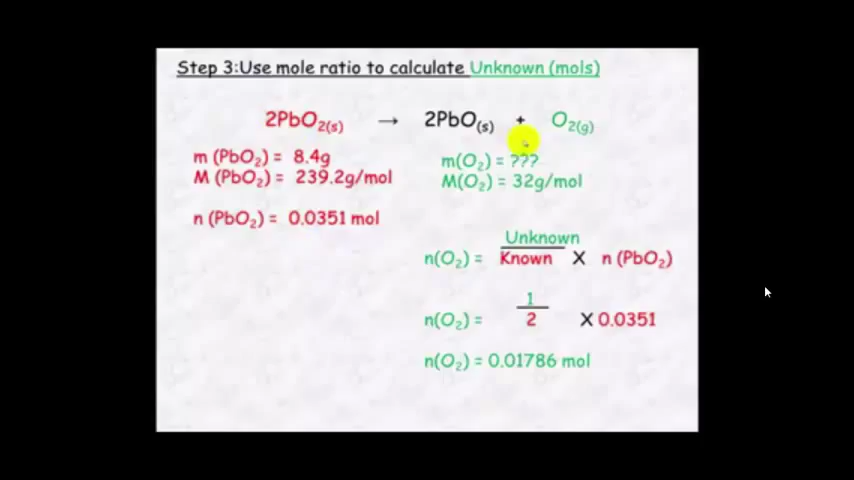 Step 3:Use mole ratio to calculate Unknown (mols)
2PbO₂(s) → 2PbO(s) + O₂(g)
m (PbO₂) = 8.4g
m(O₂) = ???
M (PbO₂) = 239.2g/mol
M(O₂) = 32g/mol
n (PbO₂) = 0.0351 mol
Unknown
n(O₂) = Known X n (PbO₂)
1
n(O₂) = 2 X 0.0351
n(O₂) = 0.01786 mol